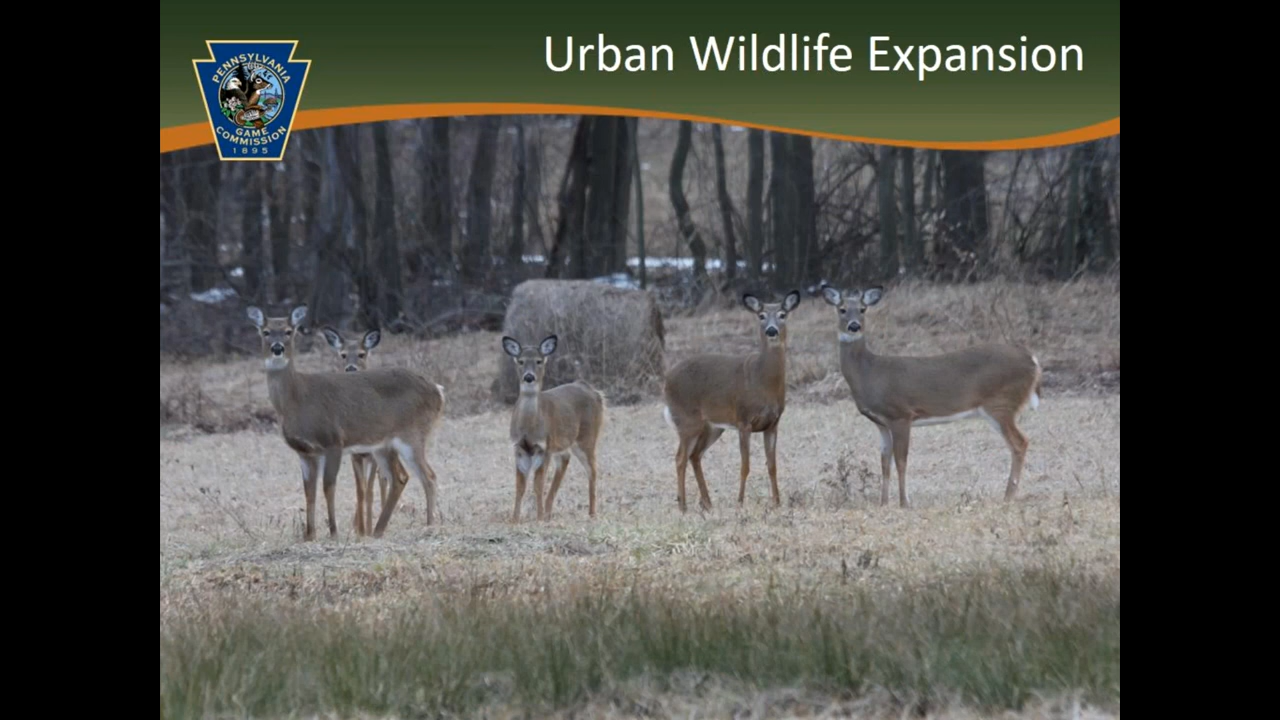 Urban Wildlife Expansion
PENNSYLVANIA
GAME
COMMISSION
1895